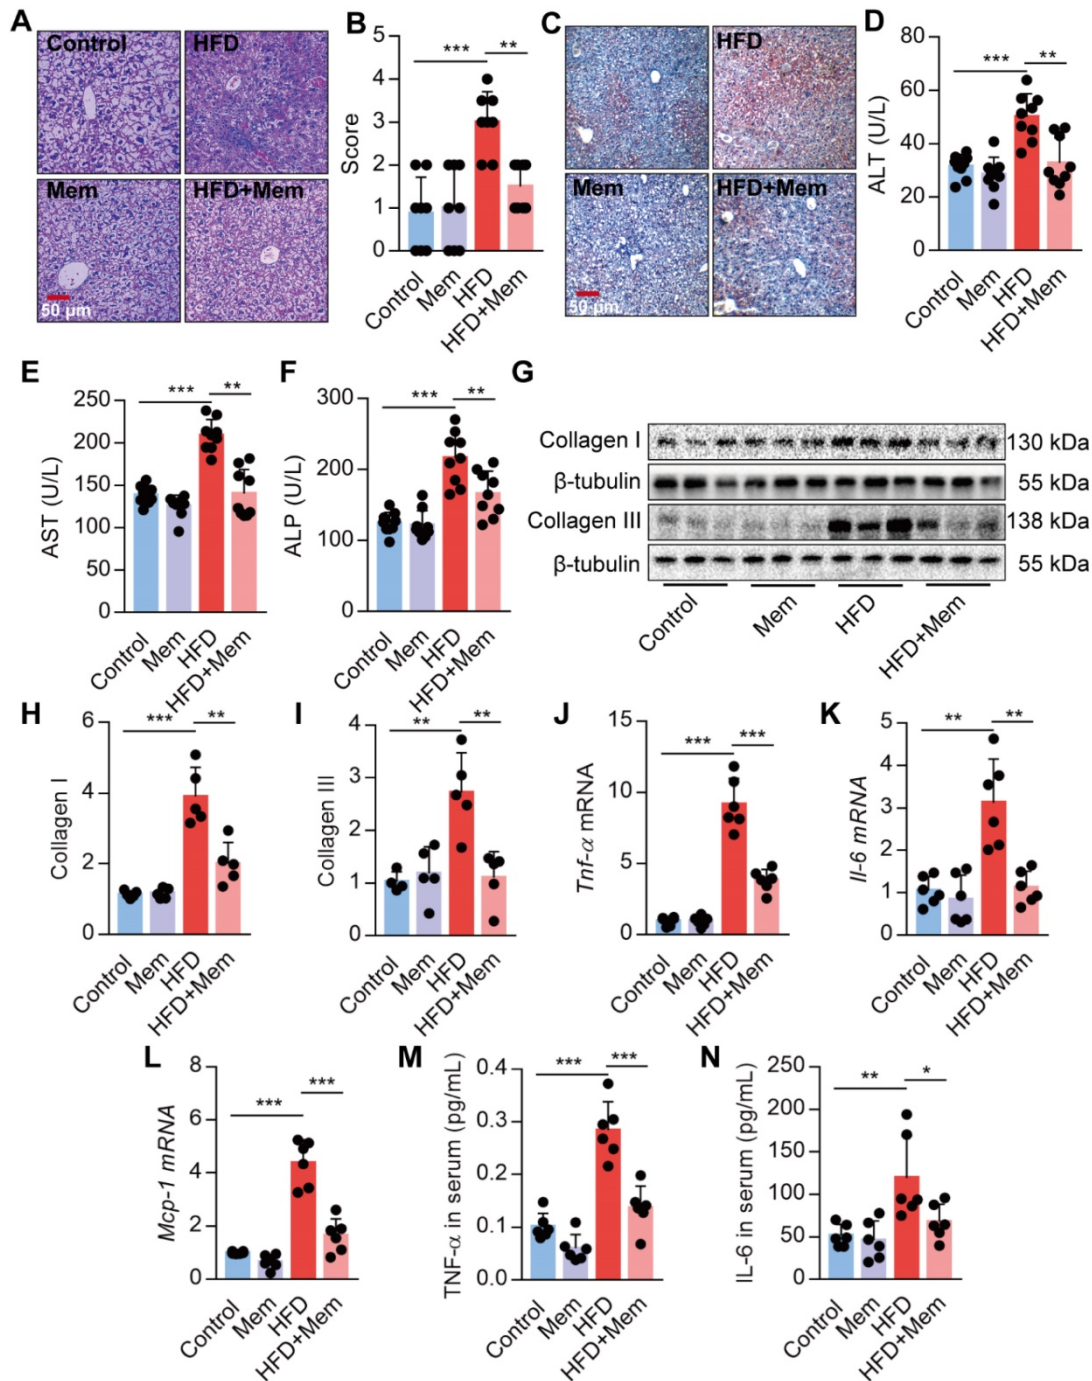 A
Control
HFD
Mem
HFD+Mem
50 µm
B
Score
5
4
3
2
1
0
***
**
Control
Mem
HFD
HFD+Mem
C
HFD
Mem
HFD+Mem
50 µm
D
ALT (U/L)
80
60
40
20
0
***
**
Control
Mem
HFD
HFD+Mem
E
AST (U/L)
250
200
150
100
50
0
***
**
Control
Mem
HFD
HFD+Mem
F
ALP (U/L)
300
200
100
0
***
**
Control
Mem
HFD
HFD+Mem
G
Collagen I 130 kDa
β-tubulin 55 kDa
Collagen III 138 kDa
β-tubulin 55 kDa
Control
Mem
HFD
HFD+Mem
H
Collagen I
6
4
2
0
***
**
Control
Mem
HFD
HFD+Mem
I
Collagen III
4
3
2
1
0
**
**
Control
Mem
HFD
HFD+Mem
J
Tnf-α mRNA
15
10
5
0
***
***
Control
Mem
HFD
HFD+Mem
K
Il-6 mRNA
5
4
3
2
1
0
**
**
Control
Mem
HFD
HFD+Mem
L
Mcp-1 mRNA
8
6
4
2
0
***
***
Control
Mem
HFD
HFD+Mem
M
TNF-α in serum (pg/mL)
0.4
0.3
0.2
0.1
0.0
***
***
Control
Mem
HFD
HFD+Mem
N
IL-6 in serum (pg/mL)
250
200
150
100
50
0
**
*
Control
Mem
HFD
HFD+Mem